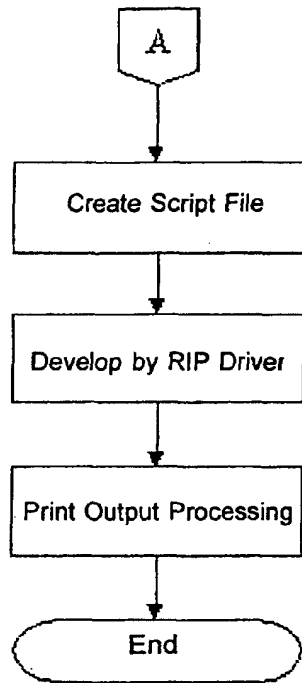 A
Create Script File
Develop by RIP Driver
Print Output Processing
End